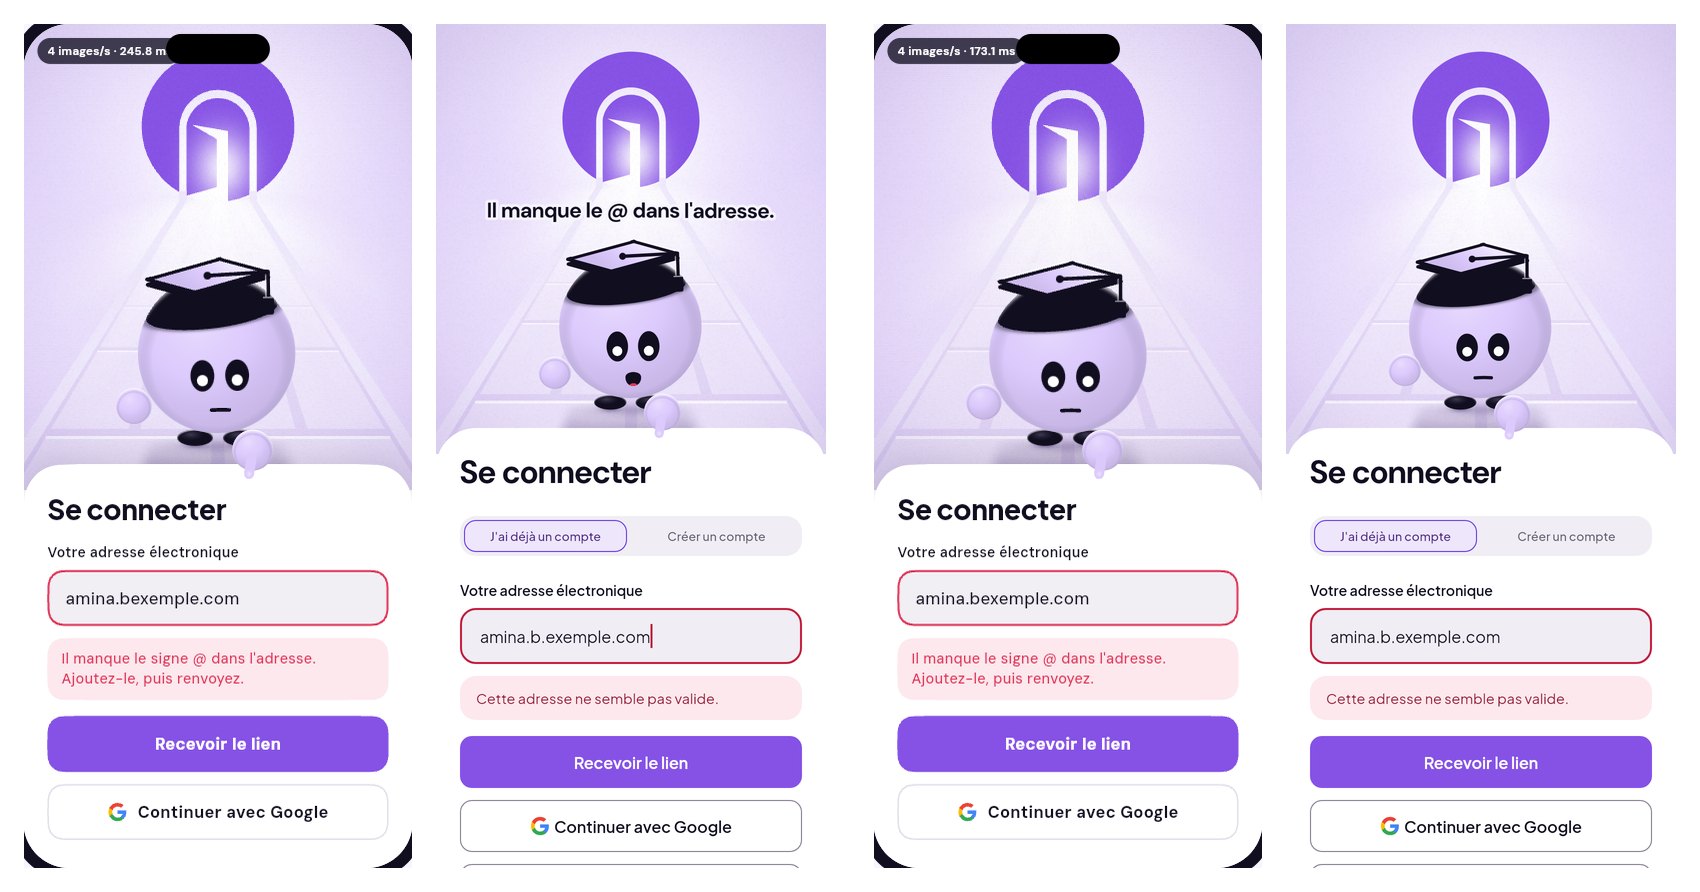 4 images/s · 245.8 m
Se connecter
Votre adresse électronique
amina.bexemple.com
Il manque le signe @ dans l'adresse.
Ajoutez-le, puis renvoyez.
Recevoir le lien
Continuer avec Google
Il manque le @ dans l'adresse.
Se connecter
J'ai déjà un compte
Créer un compte
Votre adresse électronique
amina.b.exemple.com
Cette adresse ne semble pas valide.
Recevoir le lien
Continuer avec Google
4 images/s · 173.1 ms
Se connecter
Votre adresse électronique
amina.bexemple.com
Il manque le signe @ dans l'adresse.
Ajoutez-le, puis renvoyez.
Recevoir le lien
Continuer avec Google
Se connecter
J'ai déjà un compte
Créer un compte
Votre adresse électronique
amina.b.exemple.com
Cette adresse ne semble pas valide.
Recevoir le lien
Continuer avec Google